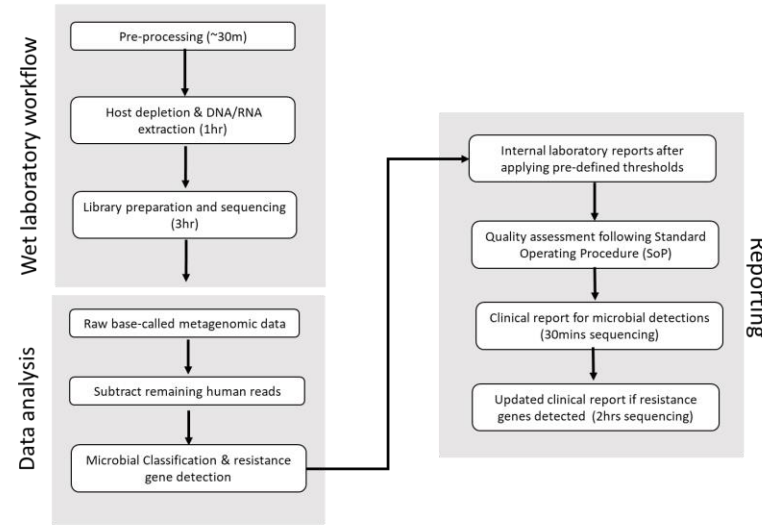 Wet laboratory workflow
Pre-processing (~30m)
Host depletion & DNA/RNA
extraction (1hr)
Library preparation and sequencing
(3hr)
Data analysis
Raw base-called metagenomic data
Subtract remaining human reads
Microbial Classification & resistance
gene detection
Reporting
Internal laboratory reports after
applying pre-defined thresholds
Quality assessment following Standard
Operating Procedure (SoP)
Clinical report for microbial detections
(30mins sequencing)
Updated clinical report if resistance
genes detected (2hrs sequencing)